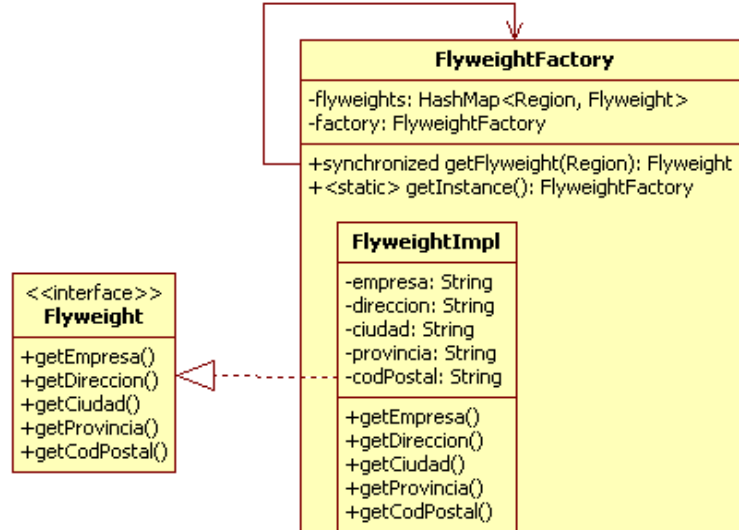 FlyweightFactory
-flyweights: HashMap<Region, Flyweight>
-factory: FlyweightFactory
+synchronized getFlyweight(Region): Flyweight
+<static> getInstance(): FlyweightFactory
FlyweightImpl
-empresa: String
-direccion: String
-ciudad: String
-provincia: String
-codPostal: String
+getEmpresa()
+getDireccion()
+getCiudad()
+getProvincia()
+getCodPostal()
<<interface>>
Flyweight
+getEmpresa()
+getDireccion()
+getCiudad()
+getProvincia()
+getCodPostal()